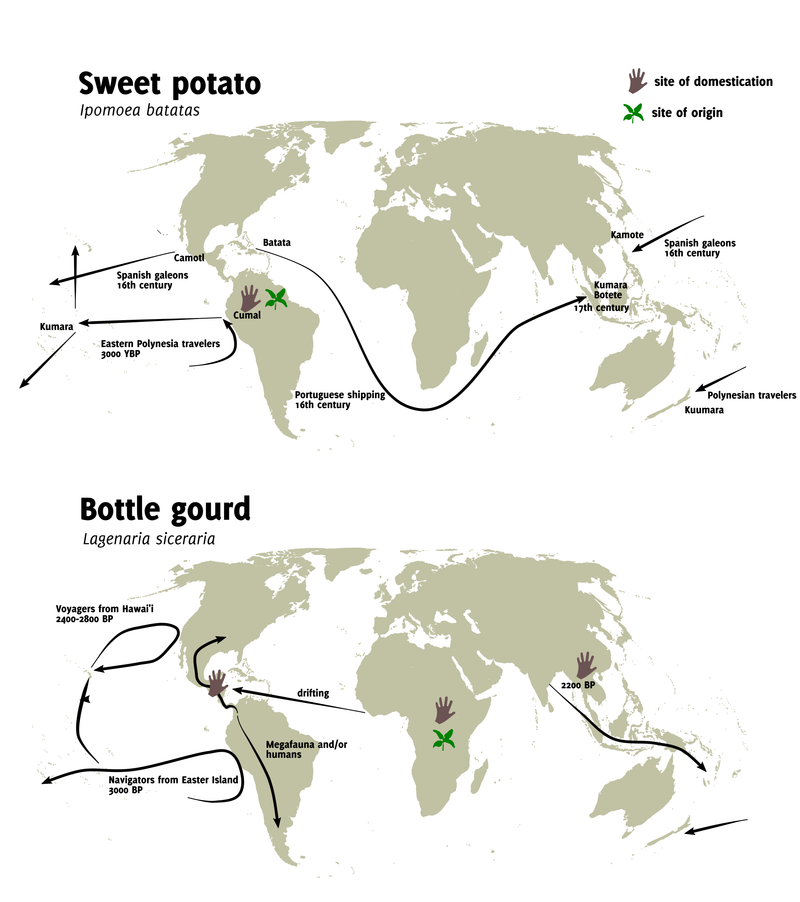 Sweet potato
Ipomoea batatas
site of domestication
site of origin
Camotl
Batata
Spanish galeons
16th century
Kumara
Cumal
Eastern Polynesia travelers
3000 YBP
Portuguese shipping
16th century
Kamote
Spanish galeons
16th century
Kumara
Botete
17th century
Polynesian travelers
Kuumara
Bottle gourd
Lagenaria siceraria
Voyagers from Hawai'i
2400-2800 BP
drifting
2200 BP
Megafauna and/or
humans
Navigators from Easter Island
3000 BP